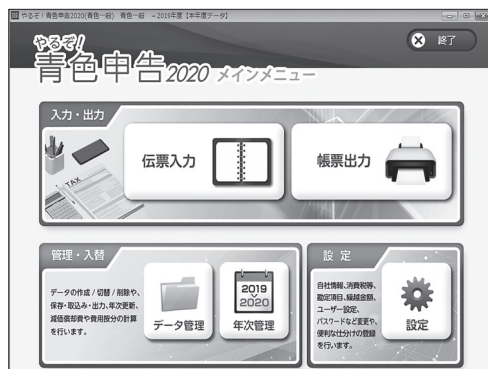 やるぞ!青色申告2020(青色一般) 青色一般 －2019年度【本年度データ】
終了
やるぞ!
青色申告2020 メインメニュー
入力・出力
TAX
伝票入力
帳票出力
管理・入替
データの作成/切替/削除や、
保存・取込み・出力、年次更新、
減価償却費や費用按分の計算
を行います。
データ管理
2019
2020
年次管理
設定
自社情報、消費税等、
勘定項目、繰越金額、
ユーザー設定、
パスワードなど変更や、
便利な仕分けの登録
を行います。
設定